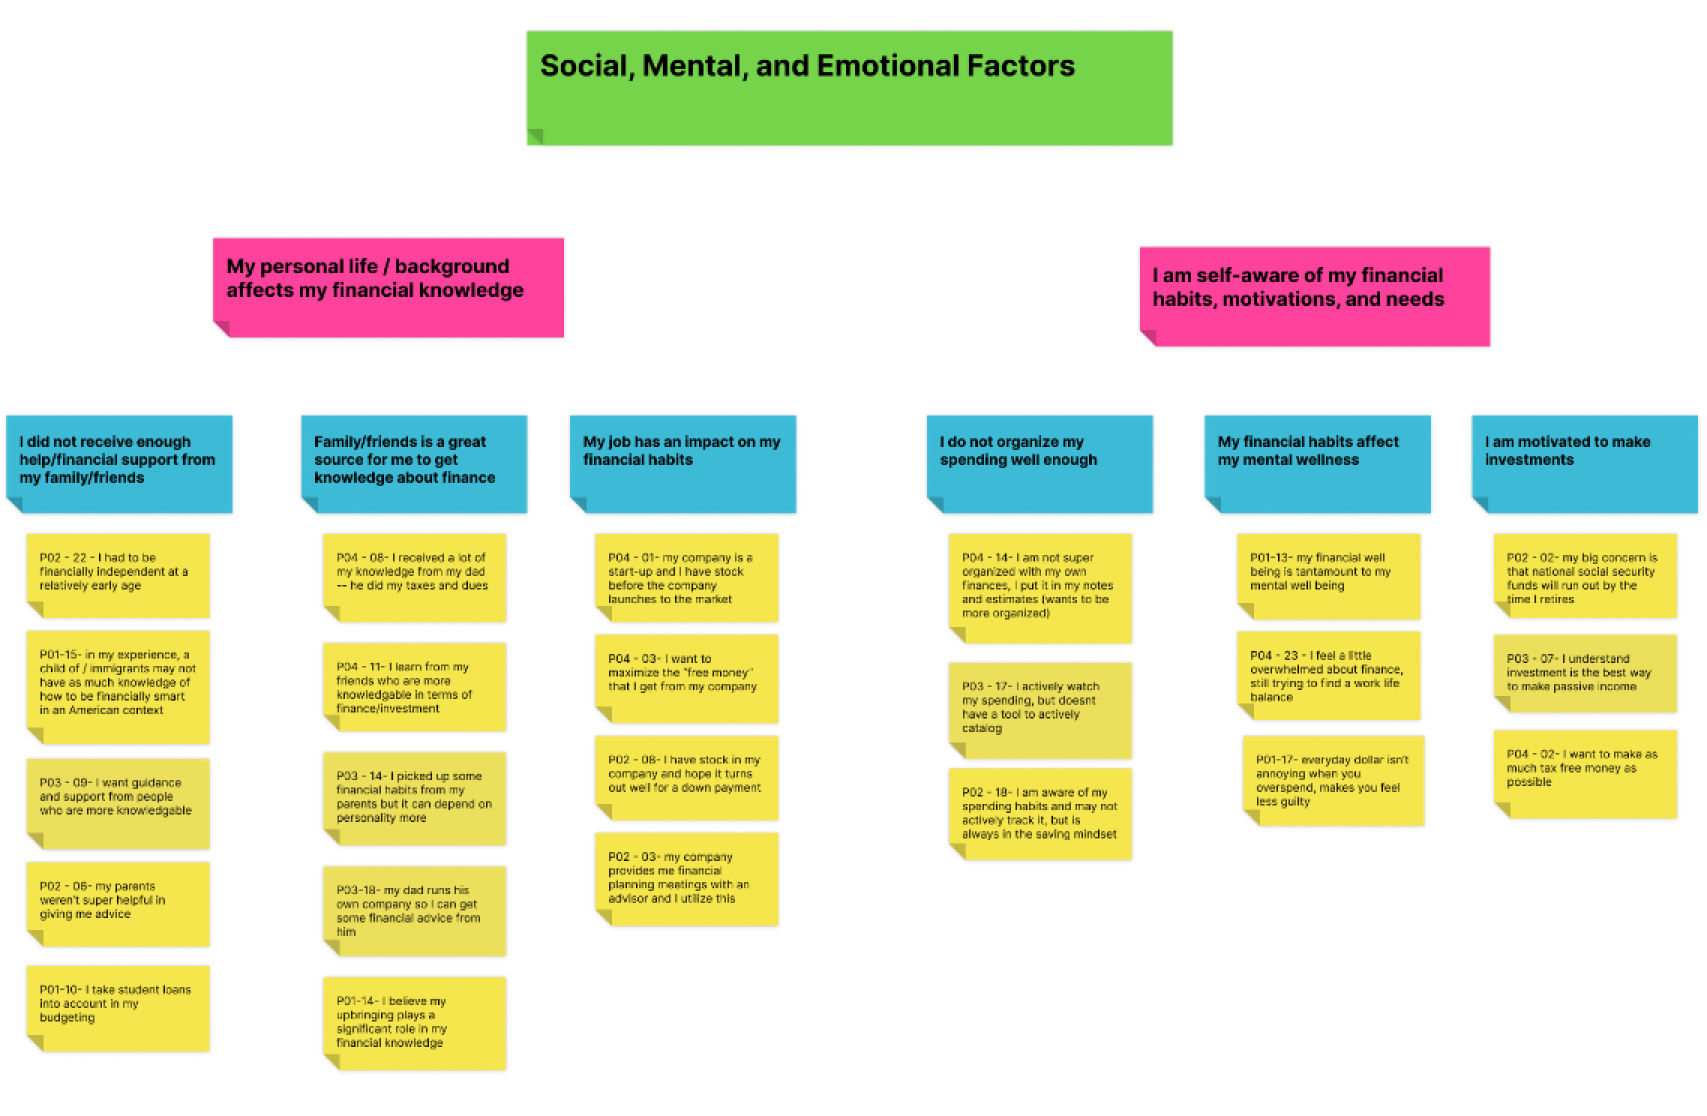 Social, Mental, and Emotional Factors
My personal life / background
affects my financial knowledge
I am self-aware of my financial
habits, motivations, and needs
I did not receive enough
help/financial support from
my family/friends
P02 - 22 - I had to be
financially independent at a
relatively early age
P01-15- in my experience, a
child of / immigrants may not
have as much knowledge of
how to be financially smart
in an American context
P03 - 09- I want guidance
and support from people
who are more knowledgable
P02 - 06- my parents
weren't super helpful in
giving me advice
P01-10- I take student loans
into account in my
budgeting
Family/friends is a great
source for me to get
knowledge about finance
P04 - 08- I received a lot of
my knowledge from my dad
-- he did my taxes and dues
P04 - 11- I learn from my
friends who are more
knowledgable in terms of
finance/investment
P03 - 14- I picked up some
financial habits from my
parents but it can depend on
personality more
P03-18- my dad runs his
own company so I can get
some financial advice from
him
P01-14- I believe my
upbringing plays a
significant role in my
financial knowledge
My job has an impact on my
financial habits
P04 - 01- my company is a
start-up and I have stock
before the company
launches to the market
P04 - 03- I want to
maximize the "free money"
that I get from my company
P02 - 08- I have stock in my
company and hope it turns
out well for a down payment
P02 - 03- my company
provides me financial
planning meetings with an
advisor and I utilize this
I do not organize my
spending well enough
P04 - 14- I am not super
organized with my own
finances, I put it in my notes
and estimates (wants to be
more organized)
P03 - 17- I actively watch
my spending, but doesnt
have a tool to actively
catalog
P02 - 18- I am aware of my
spending habits and may not
actively track it, but is
always in the saving mindset
My financial habits affect
my mental wellness
P01-13- my financial well
being is tantamount to my
mental well being
P04 - 23 - I feel a little
overwhelmed about finance,
still trying to find a work life
balance
P01-17- everyday dollar isn't
annoying when you
overspend, makes you feel
less guilty
I am motivated to make
investments
P02 - 02- my big concern is
that national social security
funds will run out by the
time I retires
P03 - 07- I understand
investment is the best way
to make passive income
P04 - 02- I want to make as
much tax free money as
possible